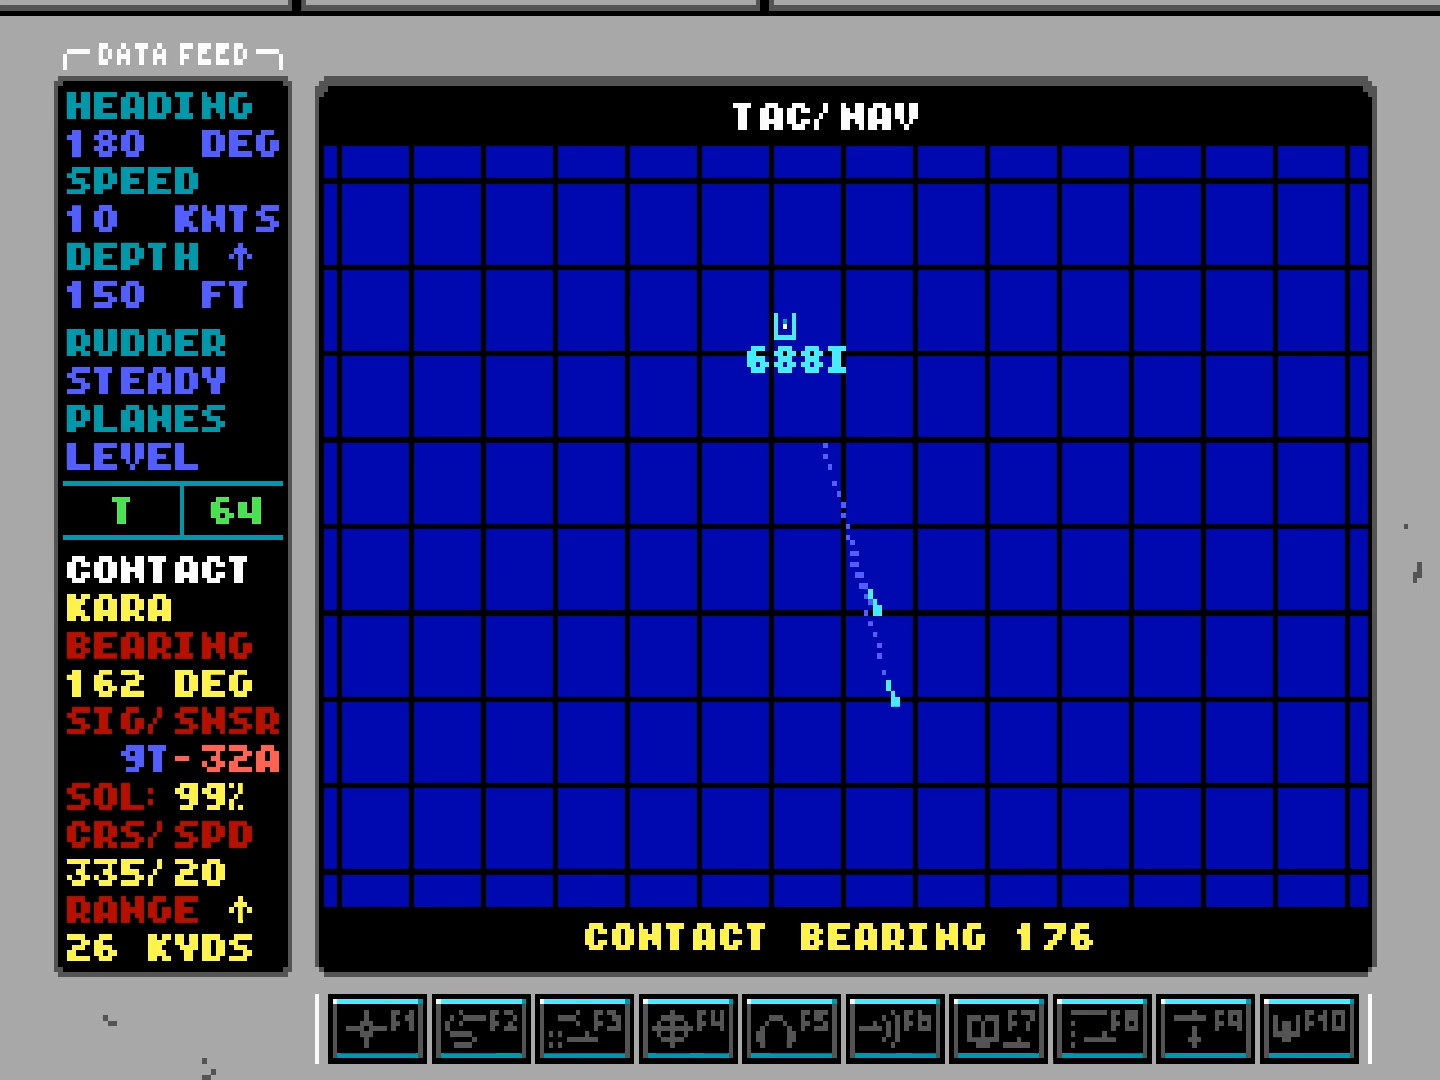 DATA FEED
HEADING
180 DEG
SPEED
10 KNTS
DEPTH ↑
150 FT
RUDDER
STEADY
PLANES
LEVEL
T 64
CONTACT
KARA
BEARING
162 DEG
SIG/SNSR
9T-32A
SOL: 99%
CRS/SPD
335/20
RANGE ↑
26 KYDS
TAC/NAV
688I
CONTACT BEARING 176
F1 F2 F3 F4 F5 F6 F7 F8 F9 F10